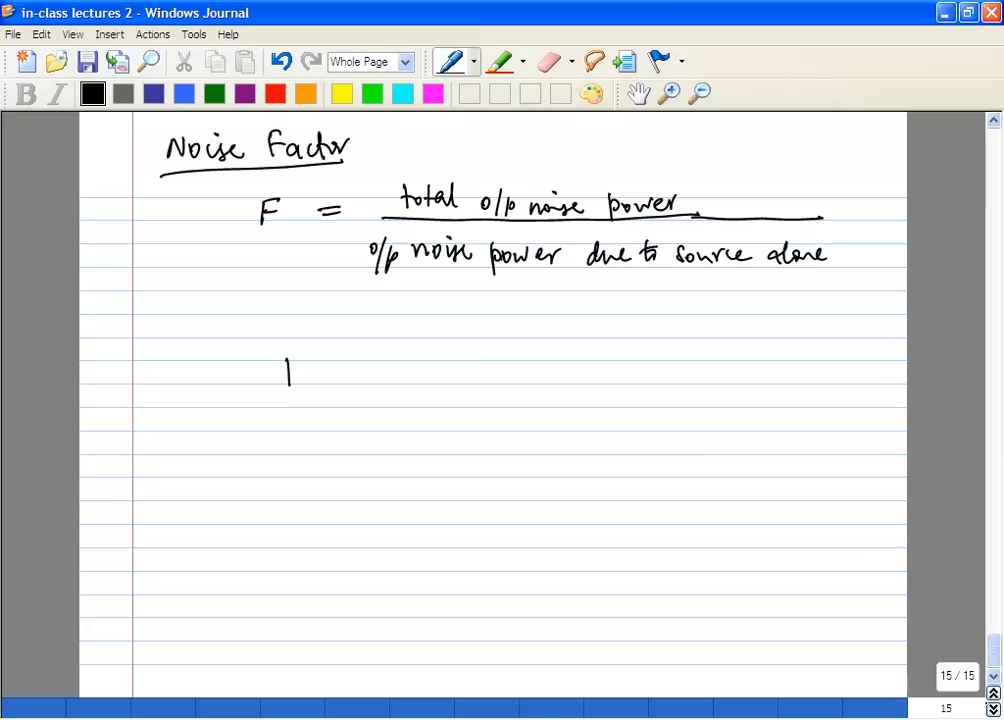 in-class lectures 2 - Windows Journal
File Edit View Insert Actions Tools Help
Whole Page
B I
Noise Factor
F = total o/p noise power
o/p noise power due to source alone
15 / 15
15